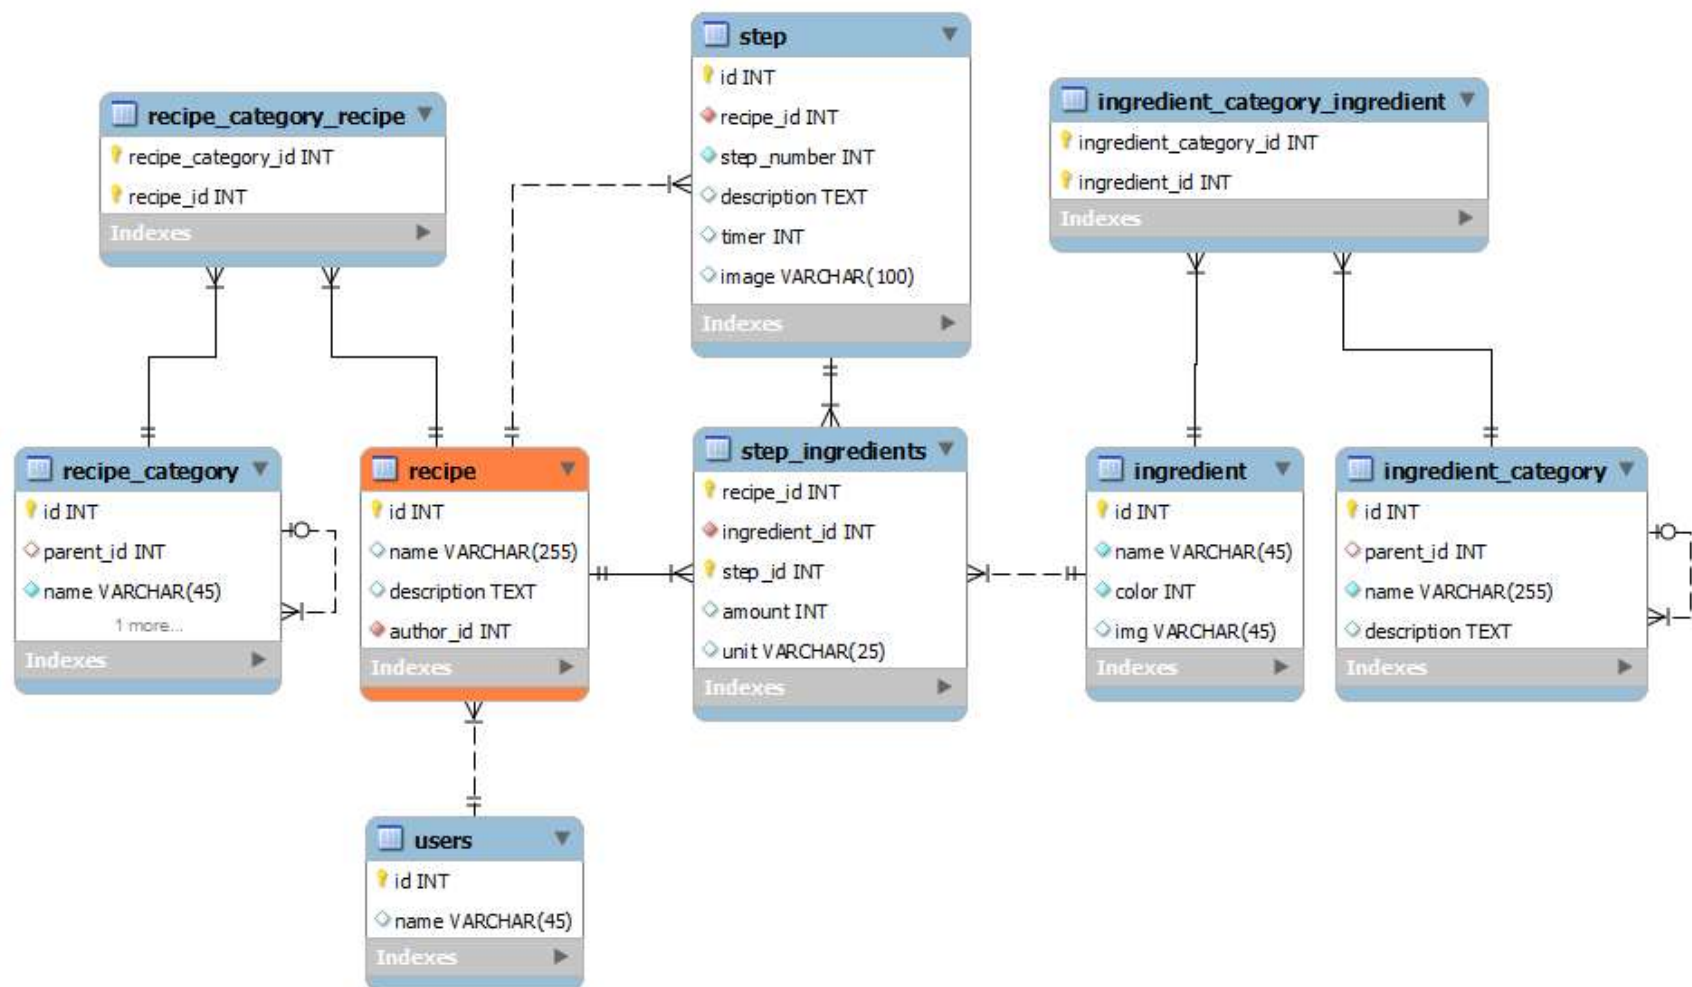 step
id INT
recipe_id INT
step_number INT
description TEXT
timer INT
image VARCHAR(100)
Indexes
recipe_category_recipe
recipe_category_id INT
recipe_id INT
Indexes
ingredient_category_ingredient
ingredient_category_id INT
ingredient_id INT
Indexes
recipe_category
id INT
parent_id INT
name VARCHAR(45)
1 more...
Indexes
recipe
id INT
name VARCHAR(255)
description TEXT
author_id INT
Indexes
step_ingredients
recipe_id INT
ingredient_id INT
step_id INT
amount INT
unit VARCHAR(25)
Indexes
ingredient
id INT
name VARCHAR(45)
color INT
img VARCHAR(45)
Indexes
ingredient_category
id INT
parent_id INT
name VARCHAR(255)
description TEXT
Indexes
users
id INT
name VARCHAR(45)
Indexes